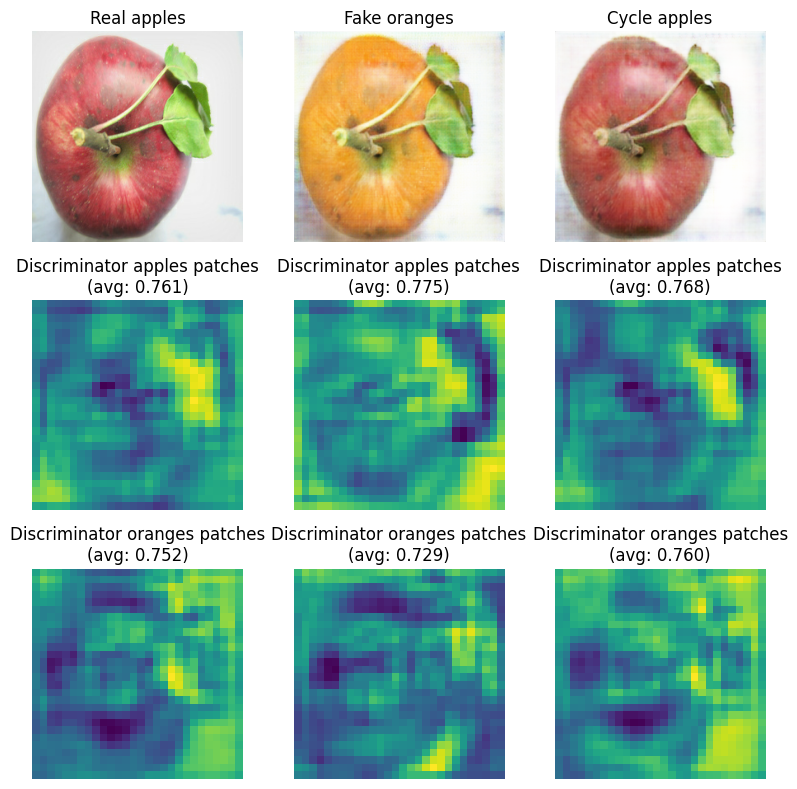 Real apples
Fake oranges
Cycle apples
Discriminator apples patches
(avg: 0.761)
Discriminator apples patches
(avg: 0.775)
Discriminator apples patches
(avg: 0.768)
Discriminator oranges patches
(avg: 0.752)
Discriminator oranges patches
(avg: 0.729)
Discriminator oranges patches
(avg: 0.760)